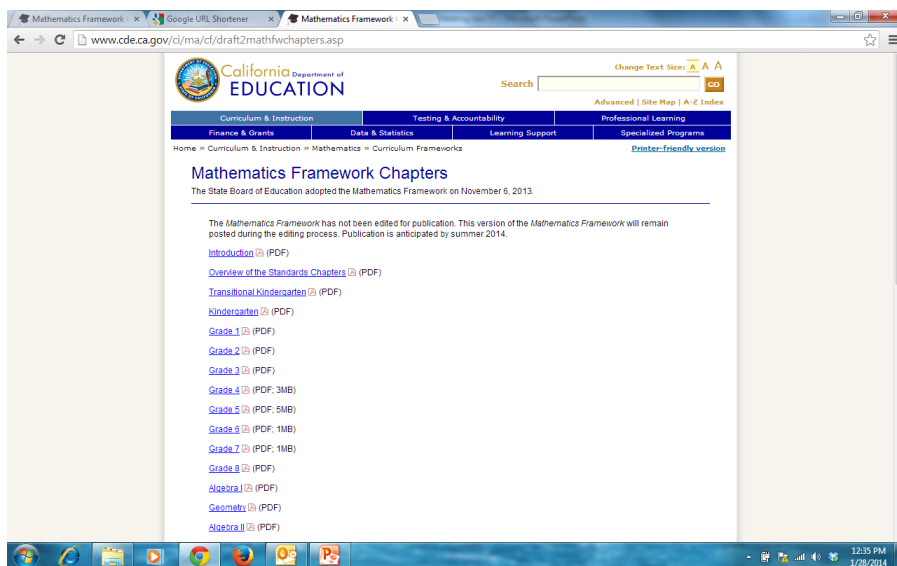 Mathematics Framework
Google URL Shortener
Mathematics Framework
www.cde.ca.gov/ci/ma/cf/draft2mathfwchapters.asp
California Department of
EDUCATION
Change Text Size: A A A
Search
GO
Advanced | Site Map | A-Z Index
Curriculum & Instruction Testing & Accountability Professional Learning
Finance & Grants Data & Statistics Learning Support Specialized Programs
Home » Curriculum & Instruction » Mathematics » Curriculum Frameworks
Printer-friendly version
Mathematics Framework Chapters
The State Board of Education adopted the Mathematics Framework on November 6, 2013.
The Mathematics Framework has not been edited for publication. This version of the Mathematics Framework will remain
posted during the editing process. Publication is anticipated by summer 2014.
Introduction (PDF)
Overview of the Standards Chapters (PDF)
Transitional Kindergarten (PDF)
Kindergarten (PDF)
Grade 1 (PDF)
Grade 2 (PDF)
Grade 3 (PDF)
Grade 4 (PDF; 3MB)
Grade 5 (PDF; 5MB)
Grade 6 (PDF; 1MB)
Grade 7 (PDF; 1MB)
Grade 8 (PDF)
Algebra I (PDF)
Geometry (PDF)
Algebra II (PDF)
12:35 PM
1/28/2014